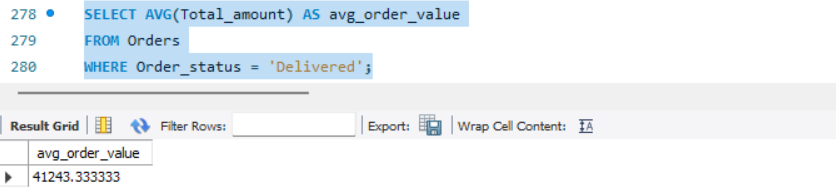 278 SELECT AVG(Total_amount) AS avg_order_value
279 FROM Orders
280 WHERE Order_status = 'Delivered';
Result Grid Filter Rows: Export: Wrap Cell Content: IA
avg_order_value
41243.333333